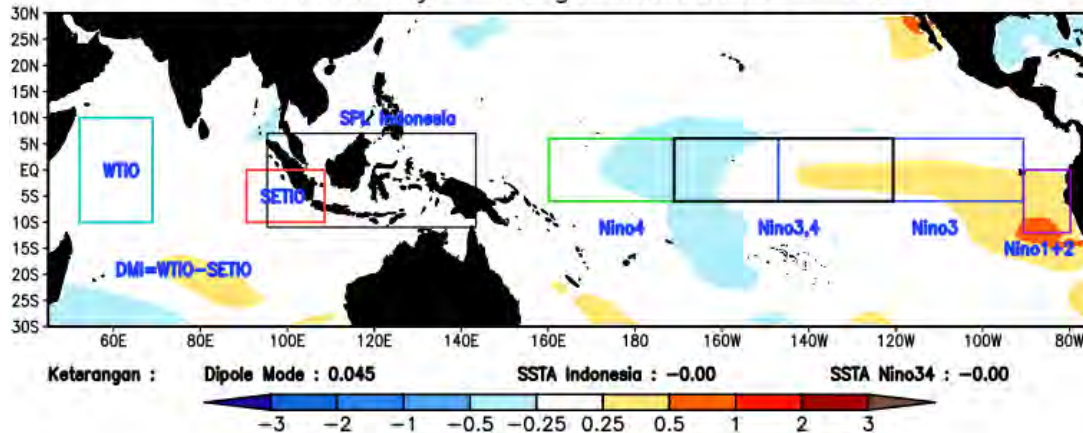 30N
25N
20N
15N
10N
5N
EQ
5S
10S
15S
20S
25S
30S
SPL Indonesia
WTIO
SETIO
Nino4
Nino3,4
Nino3
Nino1+2
DMI=WTIO-SETIO
60E 80E 100E 120E 140E 160E 180 160W 140W 120W 100W 80W
Keterangan : Dipole Mode : 0.045 SSTA Indonesia : -0.00 SSTA Nino34 : -0.00
-3 -2 -1 -0.5 -0.25 0.25 0.5 1 2 3